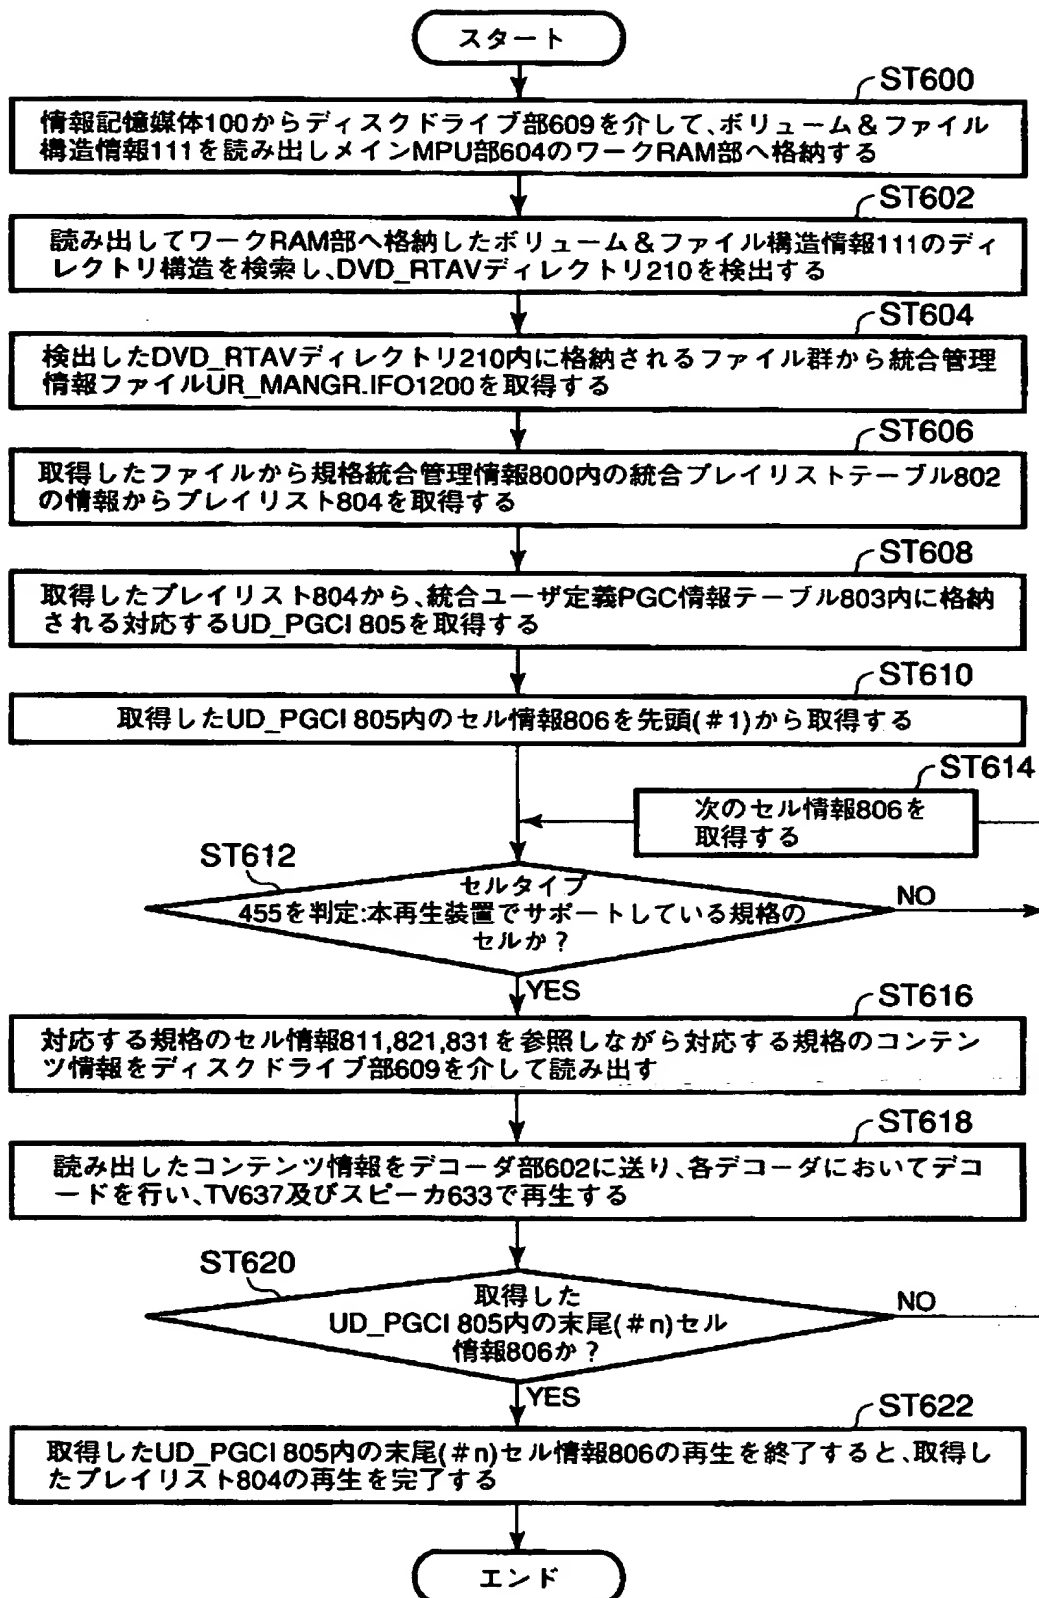 スタート
ST600
情報記憶媒体100からディスクドライブ部609を介して、ボリューム&ファイル
構造情報111を読み出しメインMPU部604のワークRAM部へ格納する
ST602
読み出してワークRAM部へ格納したボリューム&ファイル構造情報111のディ
レクトリ構造を検索し、DVD_RTAVディレクトリ210を検出する
ST604
検出したDVD_RTAVディレクトリ210内に格納されるファイル群から統合管理
情報ファイルUR_MANGR.IFO1200を取得する
ST606
取得したファイルから規格統合管理情報800内の統合プレイリストテーブル802
の情報からプレイリスト804を取得する
ST608
取得したプレイリスト804から、統合ユーザ定義PGC情報テーブル803内に格納
される対応するUD_PGCI 805を取得する
ST610
取得したUD_PGCI 805内のセル情報806を先頭(#1)から取得する
ST614
次のセル情報806を
取得する
ST612
セルタイプ
455を判定:本再生装置でサポートしている規格の
セルか?
NO
YES
ST616
対応する規格のセル情報811,821,831を参照しながら対応する規格のコンテン
ツ情報をディスクドライブ部609を介して読み出す
ST618
読み出したコンテンツ情報をデコーダ部602に送り、各デコーダにおいてデコ
ードを行い、TV637及びスピーカ633で再生する
ST620
取得した
UD_PGCI 805内の末尾(#n)セル
情報806か?
NO
YES
ST622
取得したUD_PGCI 805内の末尾(#n)セル情報806の再生を終了すると、取得し
たプレイリスト804の再生を完了する
エンド